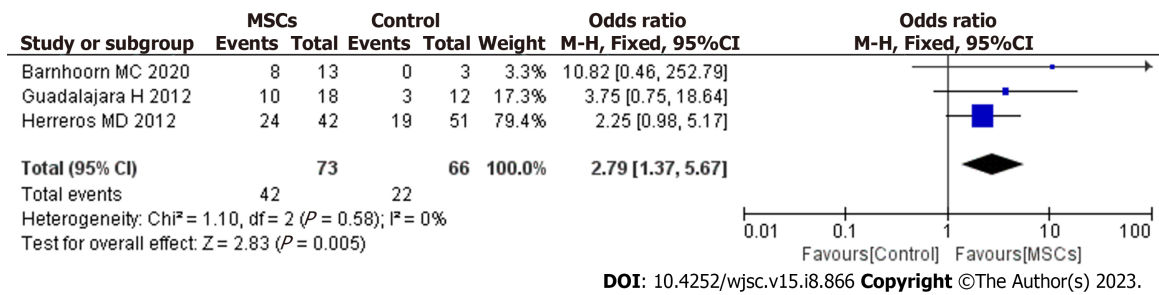 MSCs Control Odds ratio Odds ratio
Study or subgroup Events Total Events Total Weight M-H, Fixed, 95%CI M-H, Fixed, 95%CI
Barnhoorn MC 2020 8 13 0 3 3.3% 10.82 [0.46, 252.79]
Guadalajara H 2012 10 18 3 12 17.3% 3.75 [0.75, 18.64]
Herreros MD 2012 24 42 19 51 79.4% 2.25 [0.98, 5.17]
Total (95% CI) 73 66 100.0% 2.79 [1.37, 5.67]
Total events 42 22
Heterogeneity: Chi² = 1.10, df = 2 (P = 0.58); I² = 0%
Test for overall effect: Z = 2.83 (P = 0.005)
0.01 0.1 1 10 100
Favours[Control] Favours[MSCs]
DOI: 10.4252/wjsc.v15.i8.866 Copyright ©The Author(s) 2023.